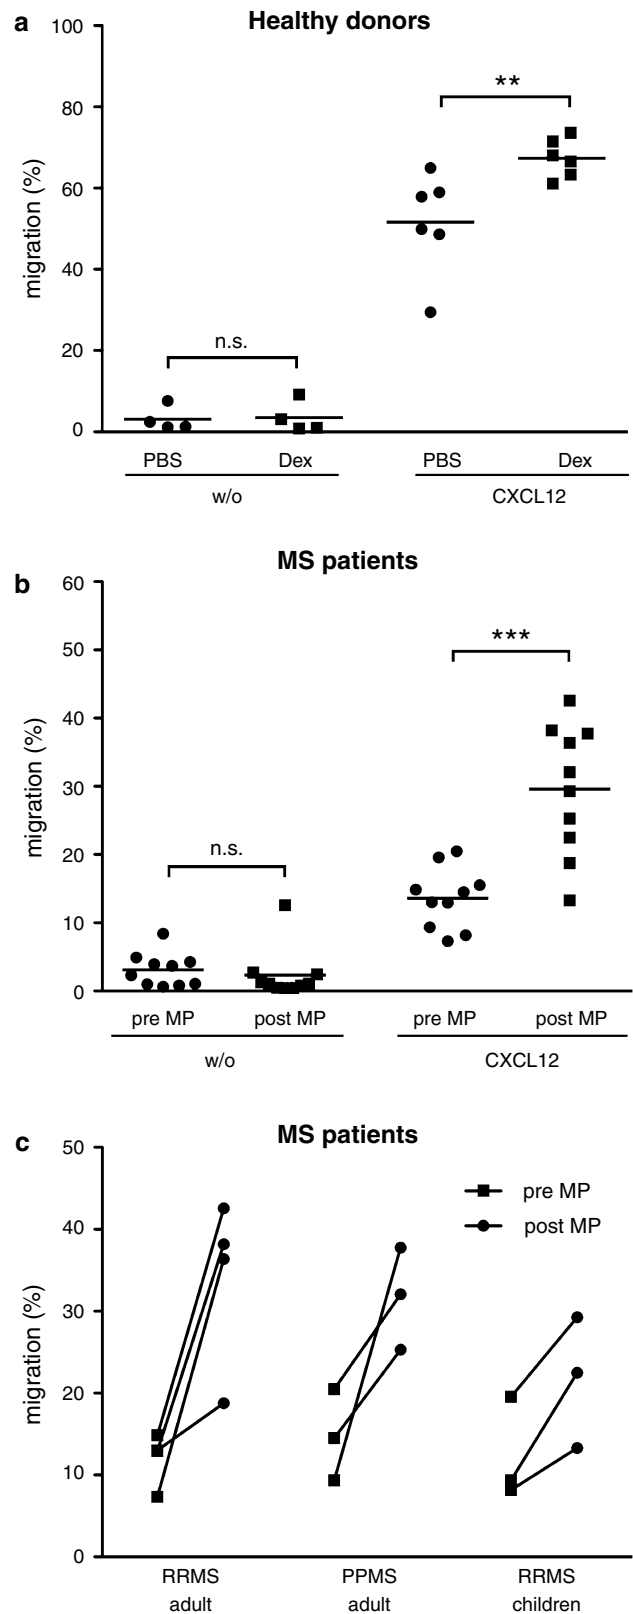 a
Healthy donors
100
80
60
40
20
0
migration (%)
**
n.s.
PBS Dex PBS Dex
w/o CXCL12
b
MS patients
60
50
40
30
20
10
0
migration (%)
***
n.s.
pre MP post MP pre MP post MP
w/o CXCL12
c
MS patients
50
40
30
20
10
0
migration (%)
pre MP
post MP
RRMS PPMS RRMS
adult adult children